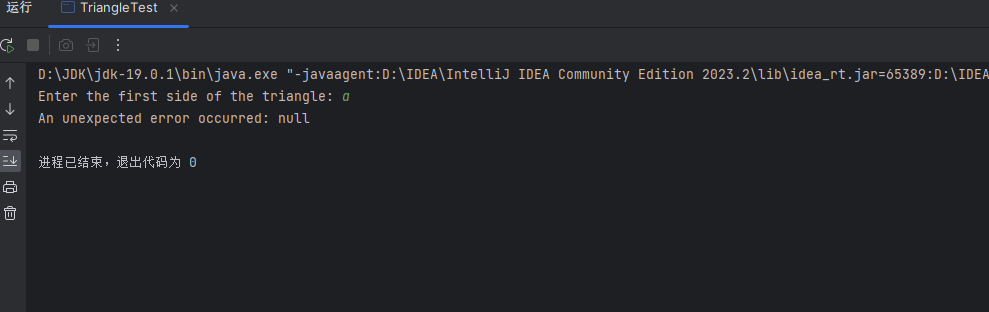 运行
TriangleTest
D:\JDK\jdk-19.0.1\bin\java.exe "-javaagent:D:\IDEA\IntelliJ IDEA Community Edition 2023.2\lib\idea_rt.jar=65389:D:\IDEA
Enter the first side of the triangle: a
An unexpected error occurred: null
进程已结束，退出代码为 0